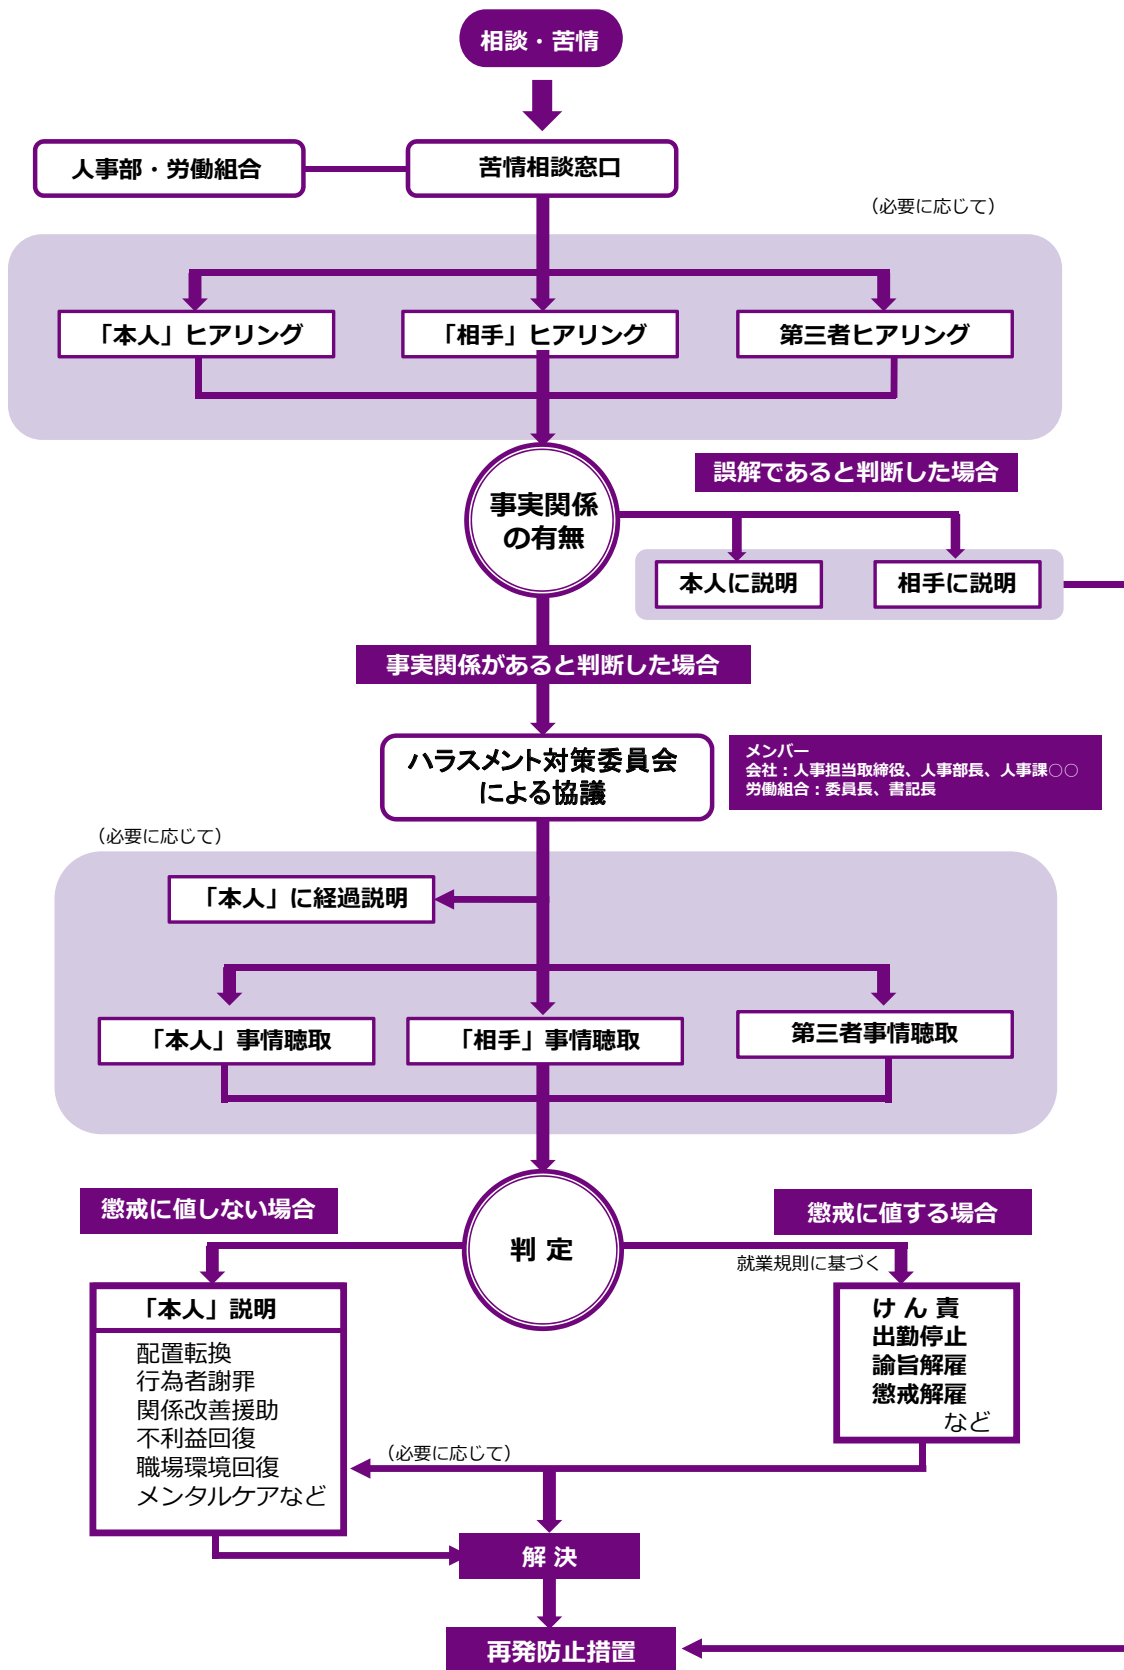 相談・苦情
人事部・労働組合
苦情相談窓口
（必要に応じて）
「本人」ヒアリング
「相手」ヒアリング
第三者ヒアリング
誤解であると判断した場合
事実関係
の有無
本人に説明
相手に説明
事実関係があると判断した場合
ハラスメント対策委員会
による協議
メンバー
会社：人事担当取締役、人事部長、人事課○○
労働組合：委員長、書記長
（必要に応じて）
「本人」に経過説明
「本人」事情聴取
「相手」事情聴取
第三者事情聴取
懲戒に値しない場合
懲戒に値する場合
判 定
就業規則に基づく
「本人」説明
配置転換
行為者謝罪
関係改善援助
不利益回復
職場環境回復
メンタルケアなど
け ん 責
出勤停止
諭旨解雇
懲戒解雇
など
（必要に応じて）
解 決
再発防止措置